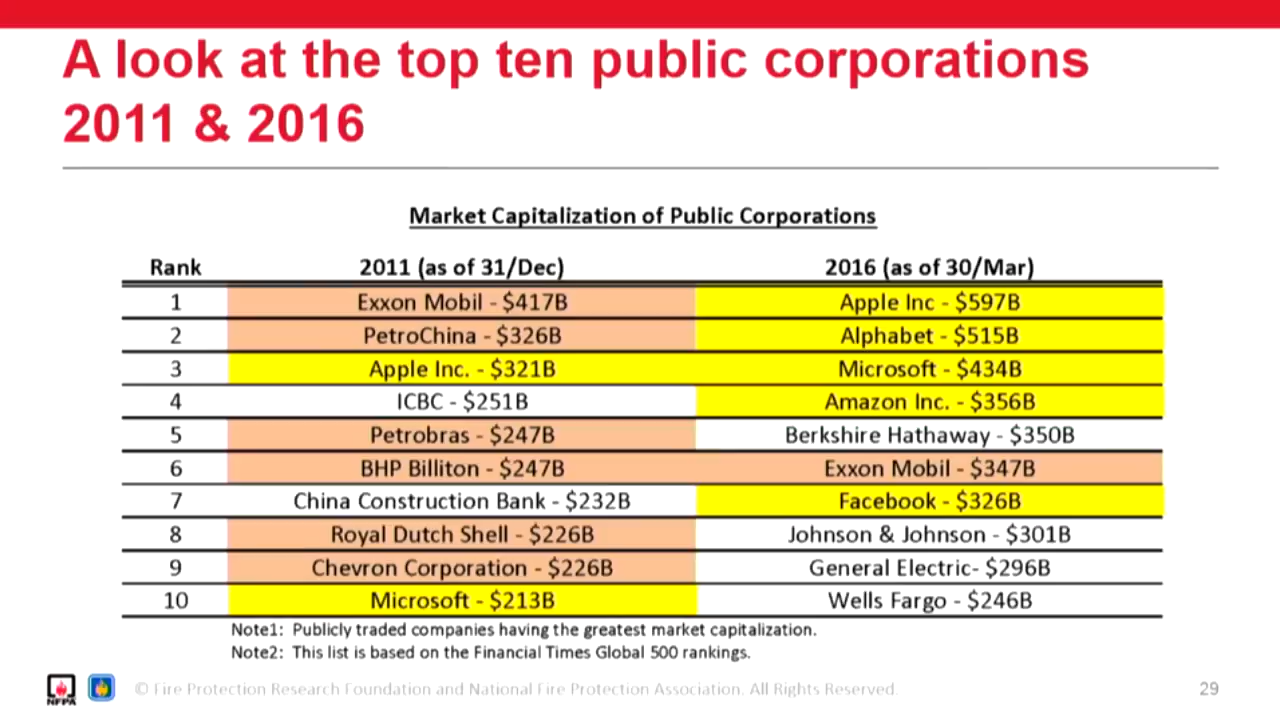 A look at the top ten public corporations
2011 & 2016
Market Capitalization of Public Corporations
Rank 2011 (as of 31/Dec) 2016 (as of 30/Mar)
1 Exxon Mobil - $417B Apple Inc - $597B
2 PetroChina - $326B Alphabet - $515B
3 Apple Inc. - $321B Microsoft - $434B
4 ICBC - $251B Amazon Inc. - $356B
5 Petrobras - $247B Berkshire Hathaway - $350B
6 BHP Billiton - $247B Exxon Mobil - $347B
7 China Construction Bank - $232B Facebook - $326B
8 Royal Dutch Shell - $226B Johnson & Johnson - $301B
9 Chevron Corporation - $226B General Electric- $296B
10 Microsoft - $213B Wells Fargo - $246B
Note1: Publicly traded companies having the greatest market capitalization.
Note2: This list is based on the Financial Times Global 500 rankings.
NFPA © Fire Protection Research Foundation and National Fire Protection Association. All Rights Reserved. 29